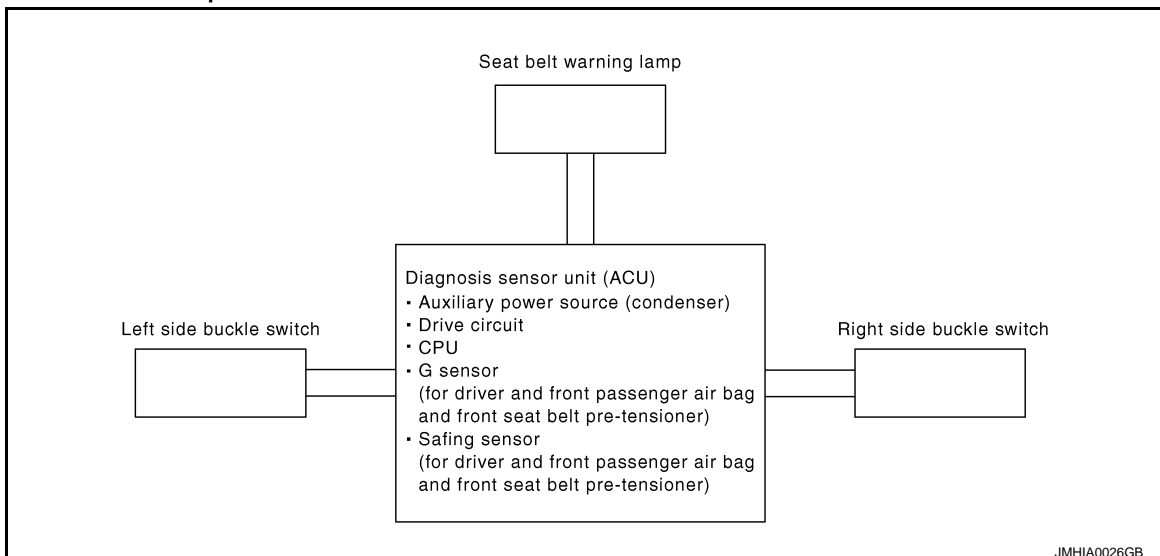 Seat belt warning lamp
Diagnosis sensor unit (ACU)
· Auxiliary power source (condenser)
· Drive circuit
· CPU
· G sensor
(for driver and front passenger air bag
and front seat belt pre-tensioner)
· Safing sensor
(for driver and front passenger air bag
and front seat belt pre-tensioner)
Left side buckle switch
Right side buckle switch
JMHIA0026GB